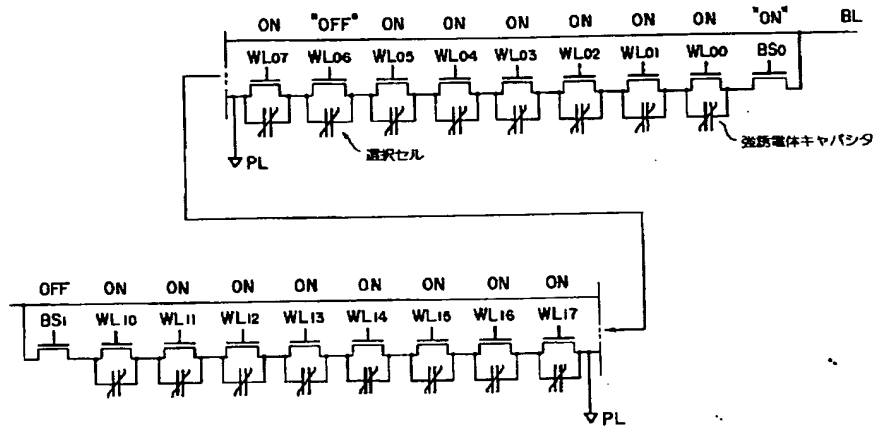 ON "OFF" ON ON ON ON ON ON "ON" BL
WL07 WL06 WL05 WL04 WL03 WL02 WL01 WL00 BS0
選択セル
強誘電体キャパシタ
PL
OFF ON ON ON ON ON ON ON ON
BS1 WL10 WL11 WL12 WL13 WL14 WL15 WL16 WL17
PL